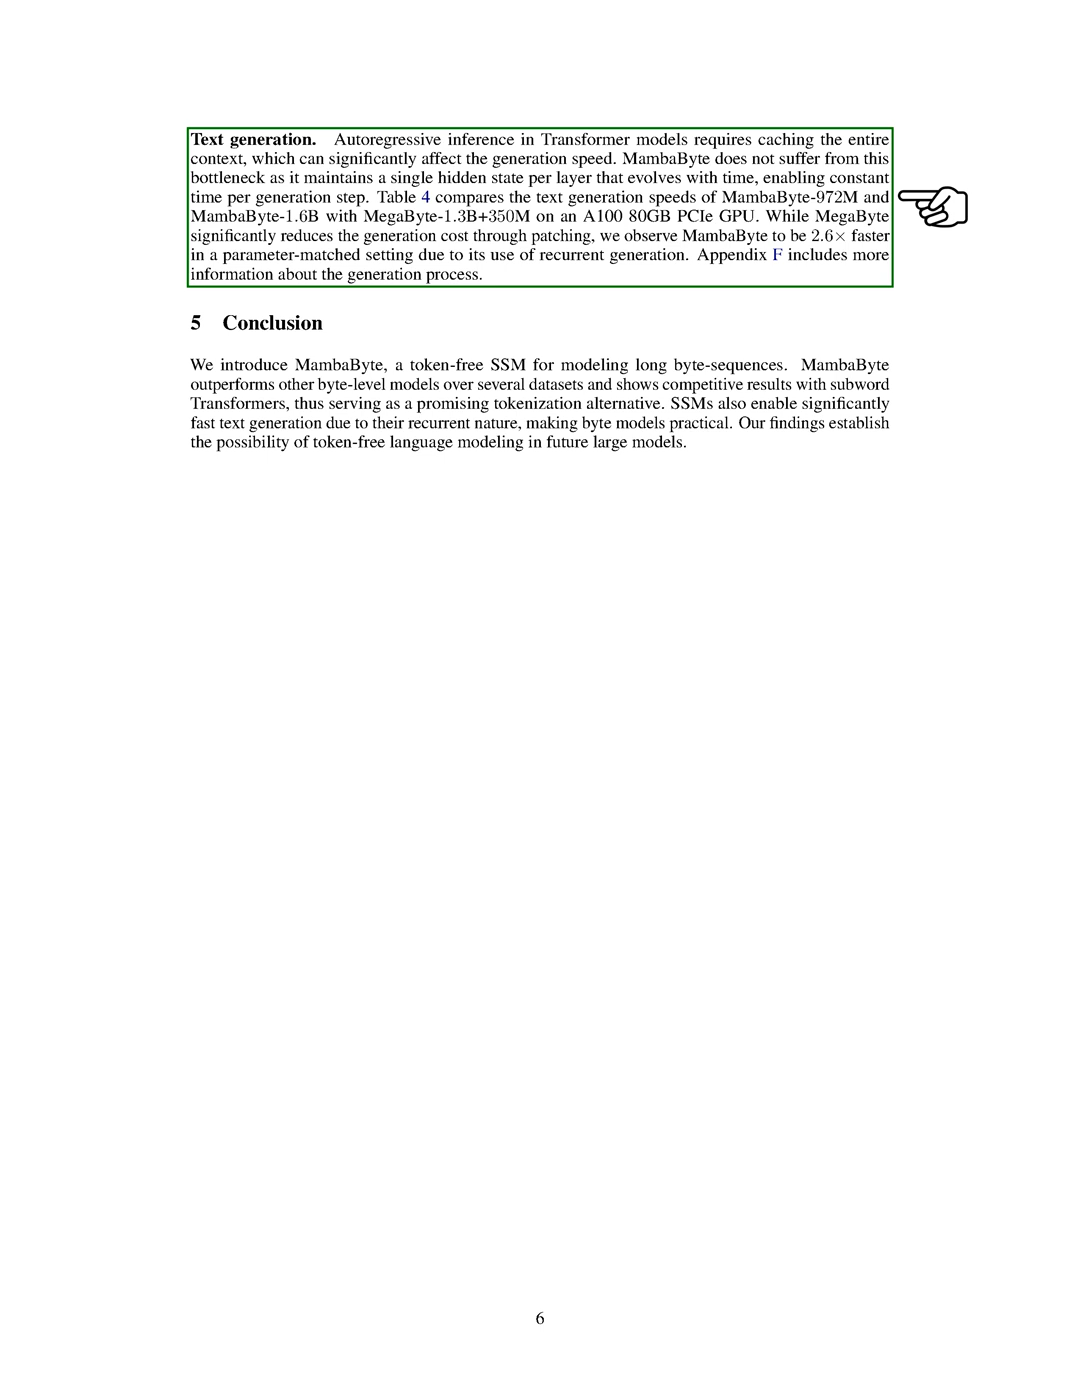 Text generation. Autoregressive inference in Transformer models requires caching the entire
context, which can significantly affect the generation speed. MambaByte does not suffer from this
bottleneck as it maintains a single hidden state per layer that evolves with time, enabling constant
time per generation step. Table 4 compares the text generation speeds of MambaByte-972M and
MambaByte-1.6B with MegaByte-1.3B+350M on an A100 80GB PCIe GPU. While MegaByte
significantly reduces the generation cost through patching, we observe MambaByte to be 2.6× faster
in a parameter-matched setting due to its use of recurrent generation. Appendix F includes more
information about the generation process.
5 Conclusion
We introduce MambaByte, a token-free SSM for modeling long byte-sequences. MambaByte
outperforms other byte-level models over several datasets and shows competitive results with subword
Transformers, thus serving as a promising tokenization alternative. SSMs also enable significantly
fast text generation due to their recurrent nature, making byte models practical. Our findings establish
the possibility of token-free language modeling in future large models.
6